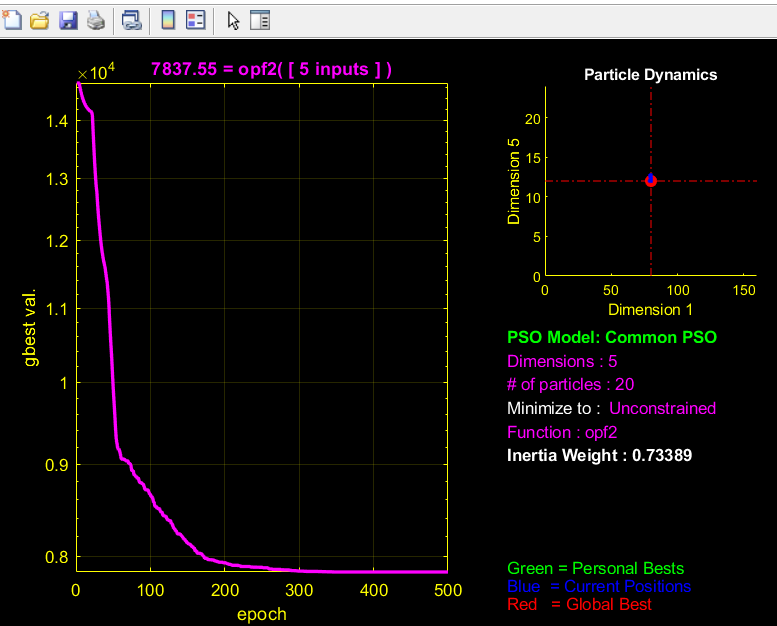 ×10⁴
7837.55 = opf2( [ 5 inputs ] )
1.4
1.3
1.2
1.1
1
0.9
0.8
gbest val.
0 100 200 300 400 500
epoch
Particle Dynamics
20
15
10
5
0
Dimension 5
0 50 100 150
Dimension 1
PSO Model: Common PSO
Dimensions : 5
# of particles : 20
Minimize to : Unconstrained
Function : opf2
Inertia Weight : 0.73389
Green = Personal Bests
Blue = Current Positions
Red = Global Best